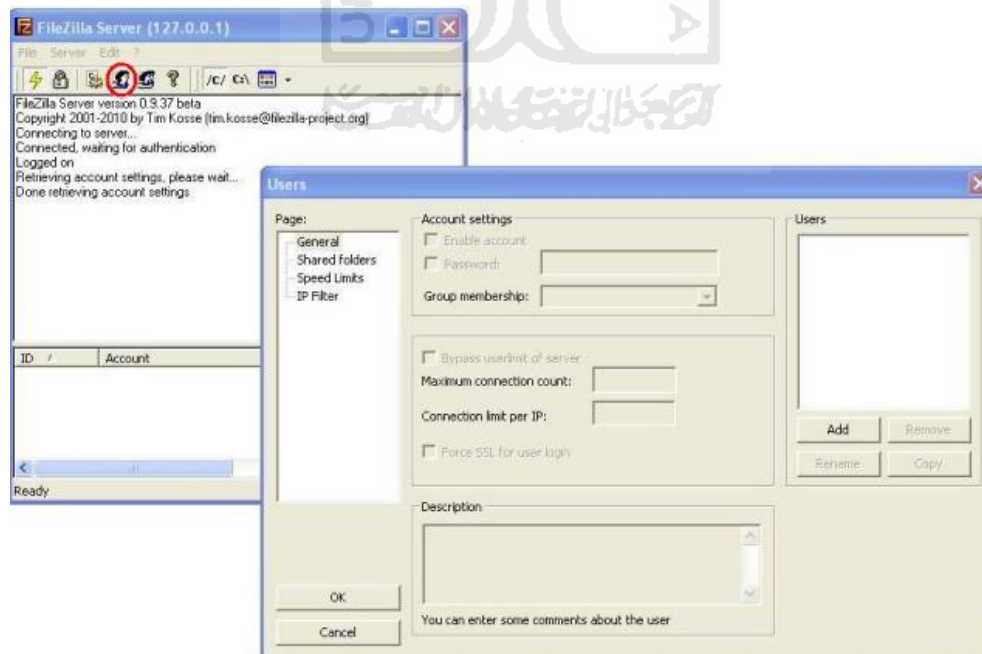 FileZilla Server (127.0.0.1)
File Server Edit ?
/C/ C:\
FileZilla Server version 0.9.37 beta
Copyright 2001-2010 by Tim Kosse (tim.kosse@filezilla-project.org)
Connecting to server...
Connected, waiting for authentication
Logged on
Retrieving account settings, please wait...
Done retrieving account settings
ID / Account
Ready
Users
Page:
General
Shared folders
Speed Limits
IP Filter
OK
Cancel
Account settings
Enable account
Password:
Group membership:
Bypass userlimit of server
Maximum connection count:
Connection limit per IP:
Force SSL for user login
Description
You can enter some comments about the user
Users
Add Remove
Rename Copy